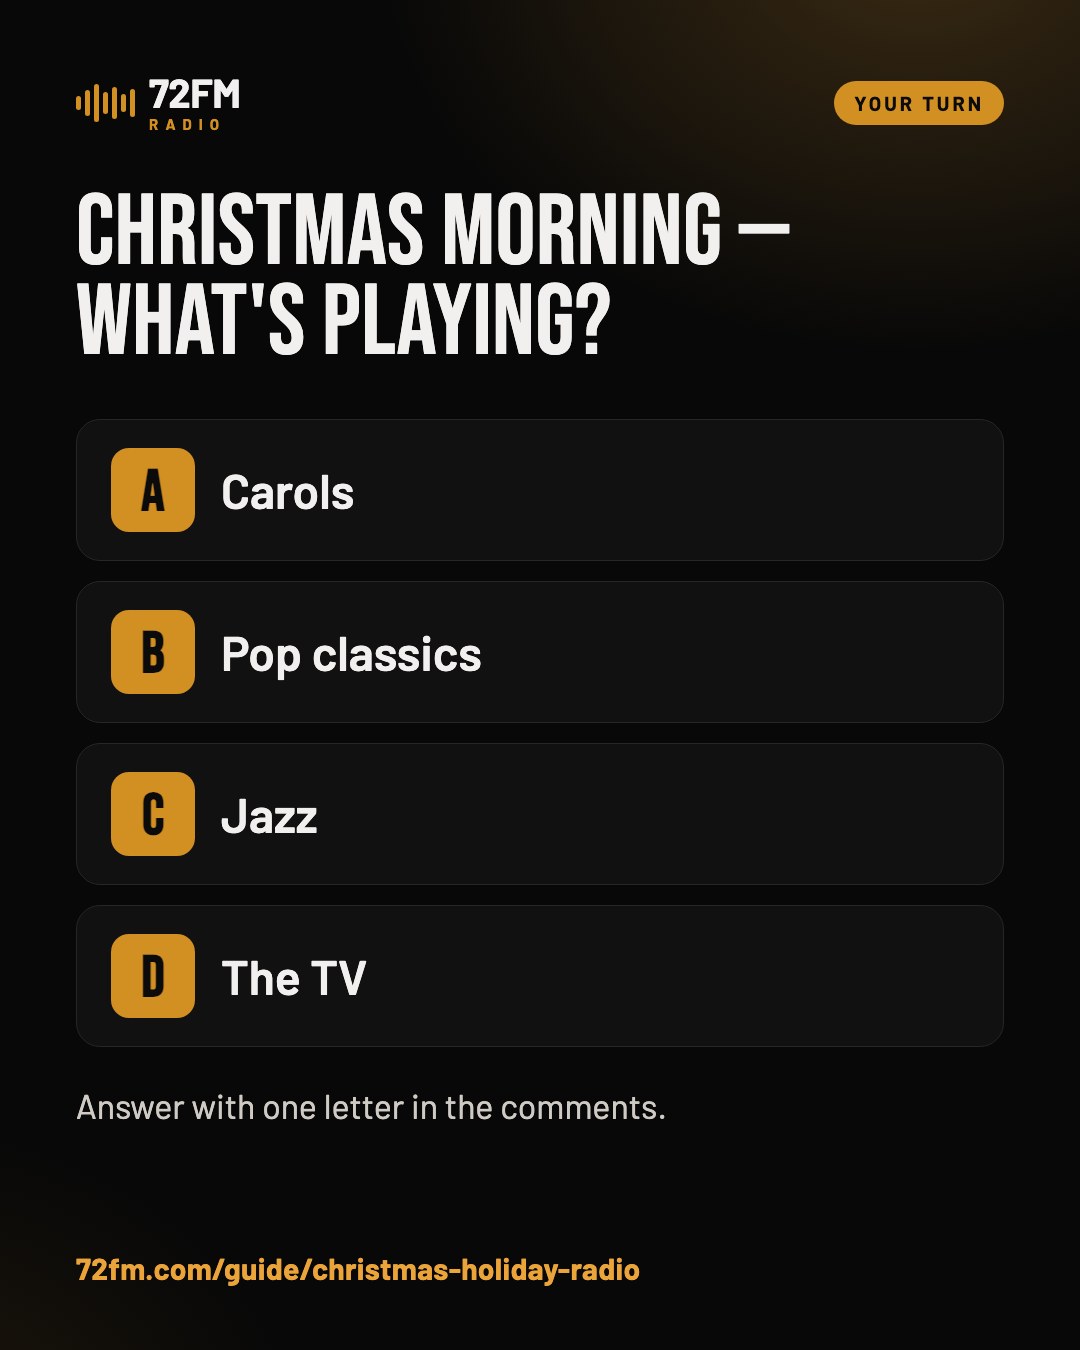 72FM
RADIO
YOUR TURN
CHRISTMAS MORNING —
WHAT'S PLAYING?
A
Carols
B
Pop classics
C
Jazz
D
The TV
Answer with one letter in the comments.
72fm.com/guide/christmas-holiday-radio